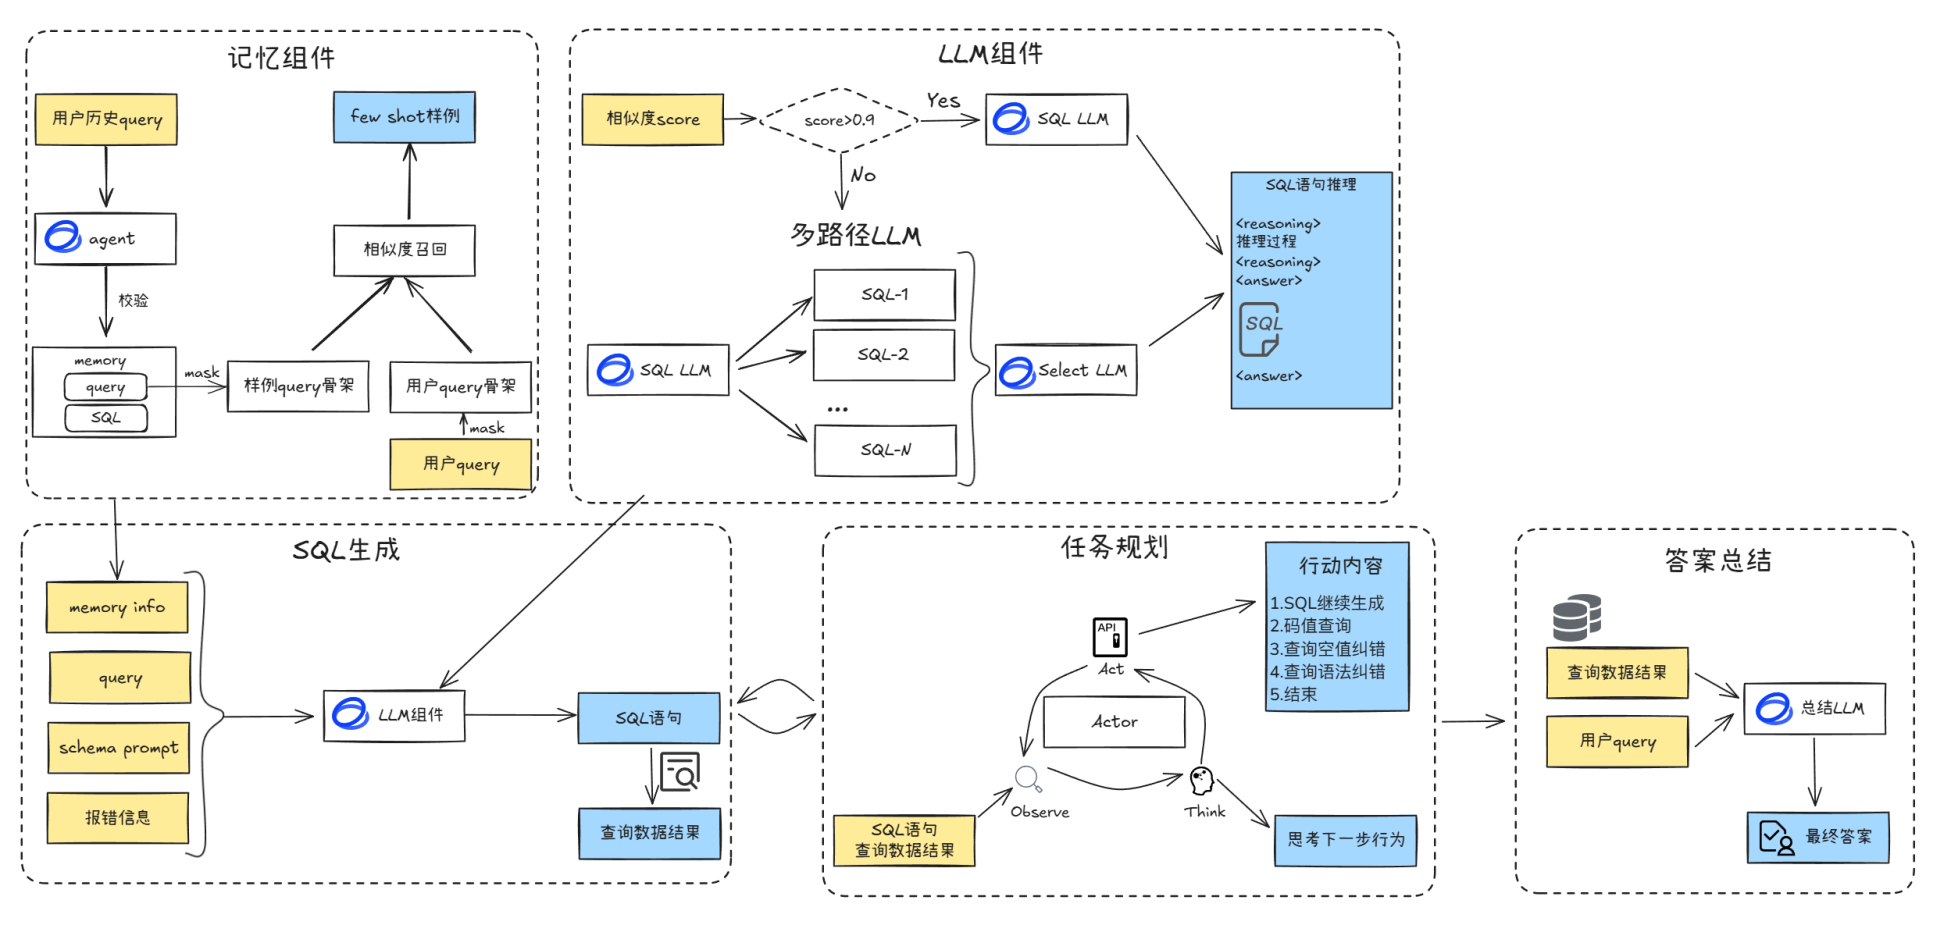 记忆组件
用户历史query
agent
校验
memory
query
SQL
mask
样例query骨架
few shot样例
相似度召回
用户query骨架
mask
用户query
LLM组件
相似度score
score>0.9
Yes
SQL LLM
No
多路径LLM
SQL LLM
SQL-1
SQL-2
...
SQL-N
Select LLM
SQL语句推理
<reasoning>
推理过程
<reasoning>
<answer>
SQL
<answer>
SQL生成
memory info
query
schema prompt
报错信息
LLM组件
SQL语句
查询数据结果
任务规划
API
Act
Actor
Observe
Think
SQL语句
查询数据结果
行动内容
1.SQL继续生成
2.码值查询
3.查询空值纠错
4.查询语法纠错
5.结束
思考下一步行为
答案总结
查询数据结果
用户query
总结LLM
最终答案